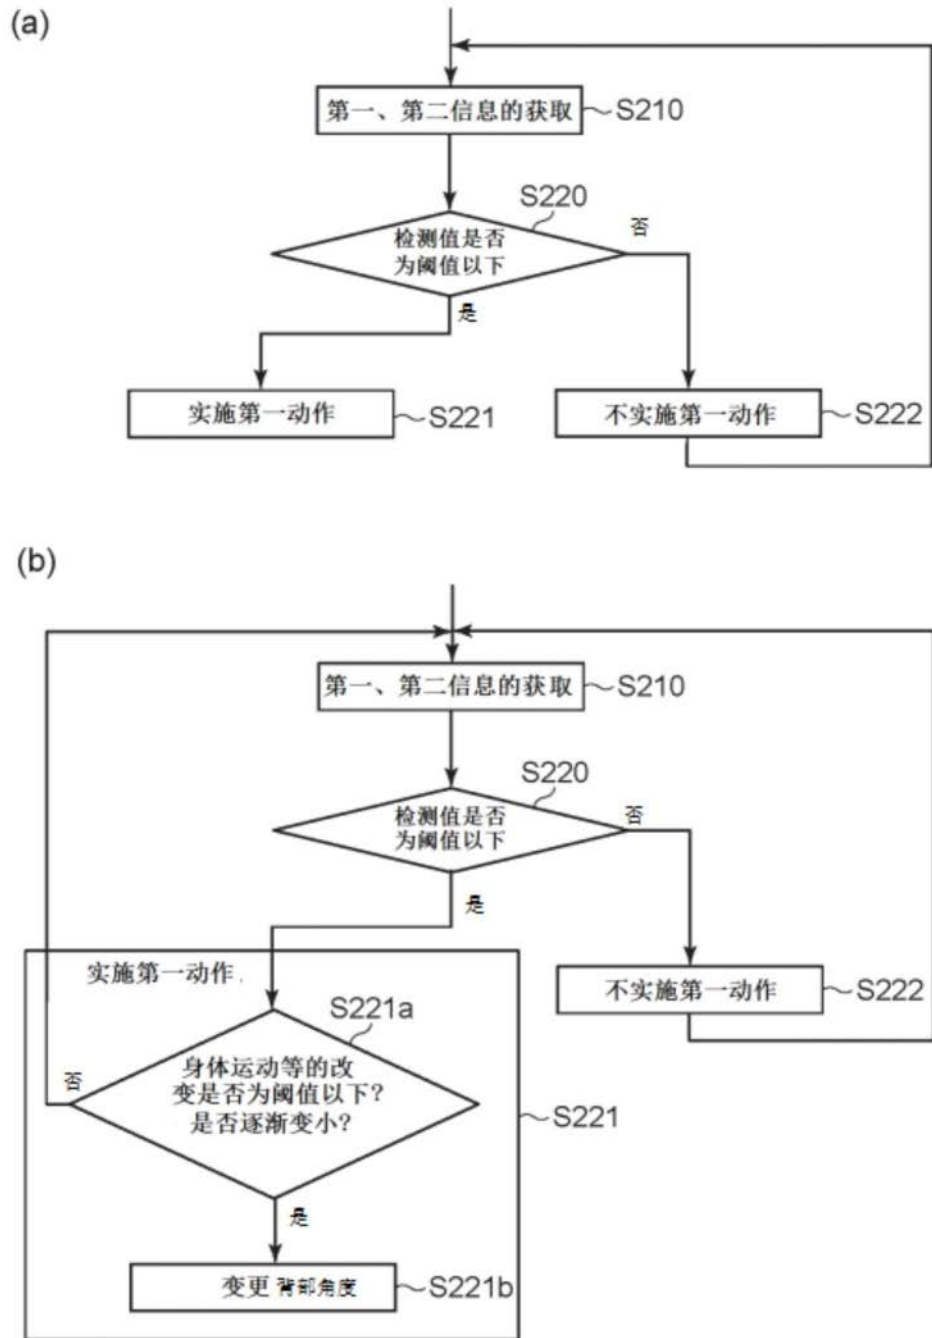 (a)
第一、第二信息的获取
S210
S220
检测值是否
为阈值以下
否
是
实施第一动作
S221
不实施第一动作
S222
(b)
第一、第二信息的获取
S210
S220
检测值是否
为阈值以下
否
是
实施第一动作
不实施第一动作
S222
S221a
身体运动等的改
变是否为阈值以下?
是否逐渐变小?
否
S221
是
变更 背部角度
S221b